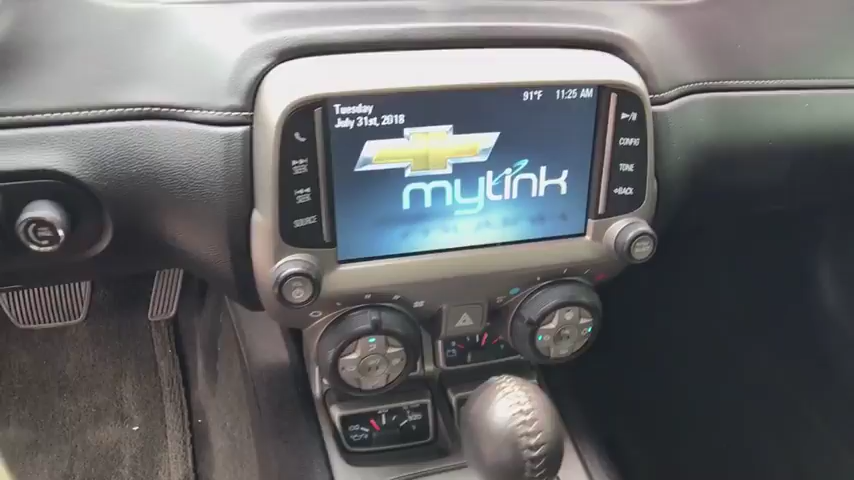 Tuesday
July 31st, 2018
91°F 11:25 AM
mylink
SEEK
SEEK
SOURCE
CONFIG
TONE
BACK